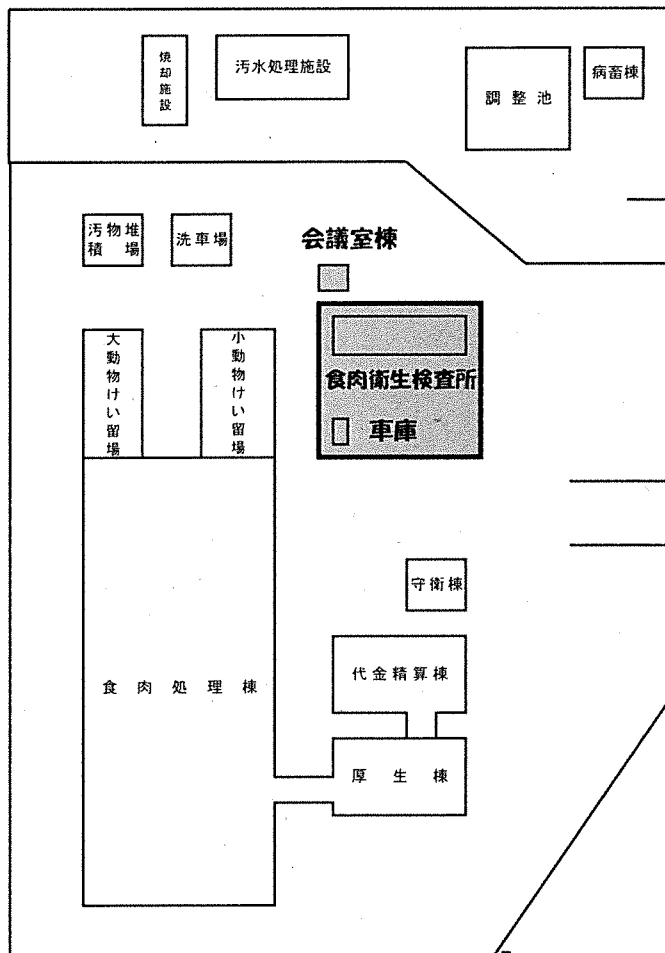 焼却施設
汚水処理施設
調整池
病畜棟
汚物堆
積場
洗車場
会議室棟
大動物けい留場
小動物けい留場
食肉衛生検査所
車庫
守衛棟
代金精算棟
食肉処理棟
厚生棟